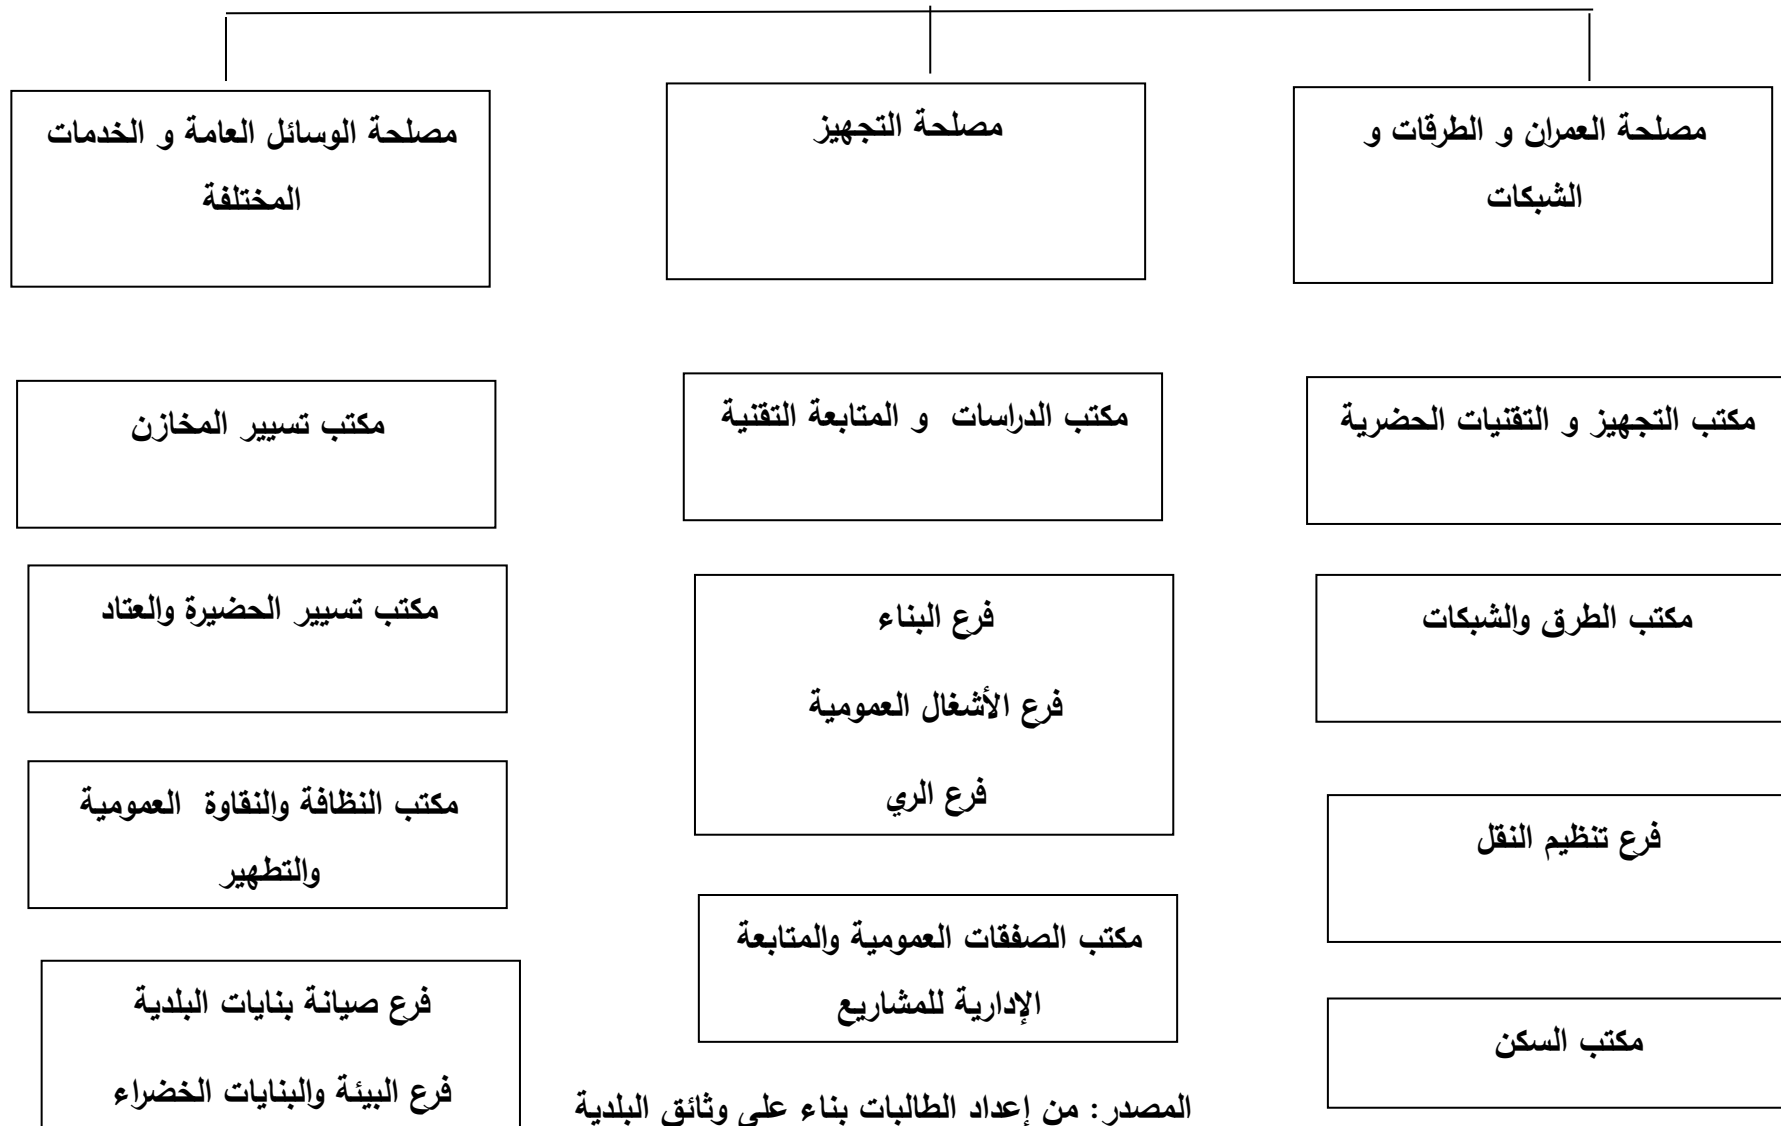 مصلحة العمران و الطرقات و
الشبكات
مصلحة التجهيز
مصلحة الوسائل العامة و الخدمات
المختلفة
مكتب التجهيز و التقنيات الحضرية
مكتب الدراسات و المتابعة التقنية
مكتب تسيير المخازن
مكتب الطرق والشبكات
فرع البناء
فرع الأشغال العمومية
فرع الري
مكتب تسيير الحضيرة والعتاد
فرع تنظيم النقل
مكتب النظافة والنقاوة العمومية
والتطهير
مكتب الصفقات العمومية والمتابعة
الإدارية للمشاريع
مكتب السكن
فرع صيانة بنايات البلدية
فرع البيئة والبنايات الخضراء
المصدر: من إعداد الطالبات بناء على وثائق البلدية